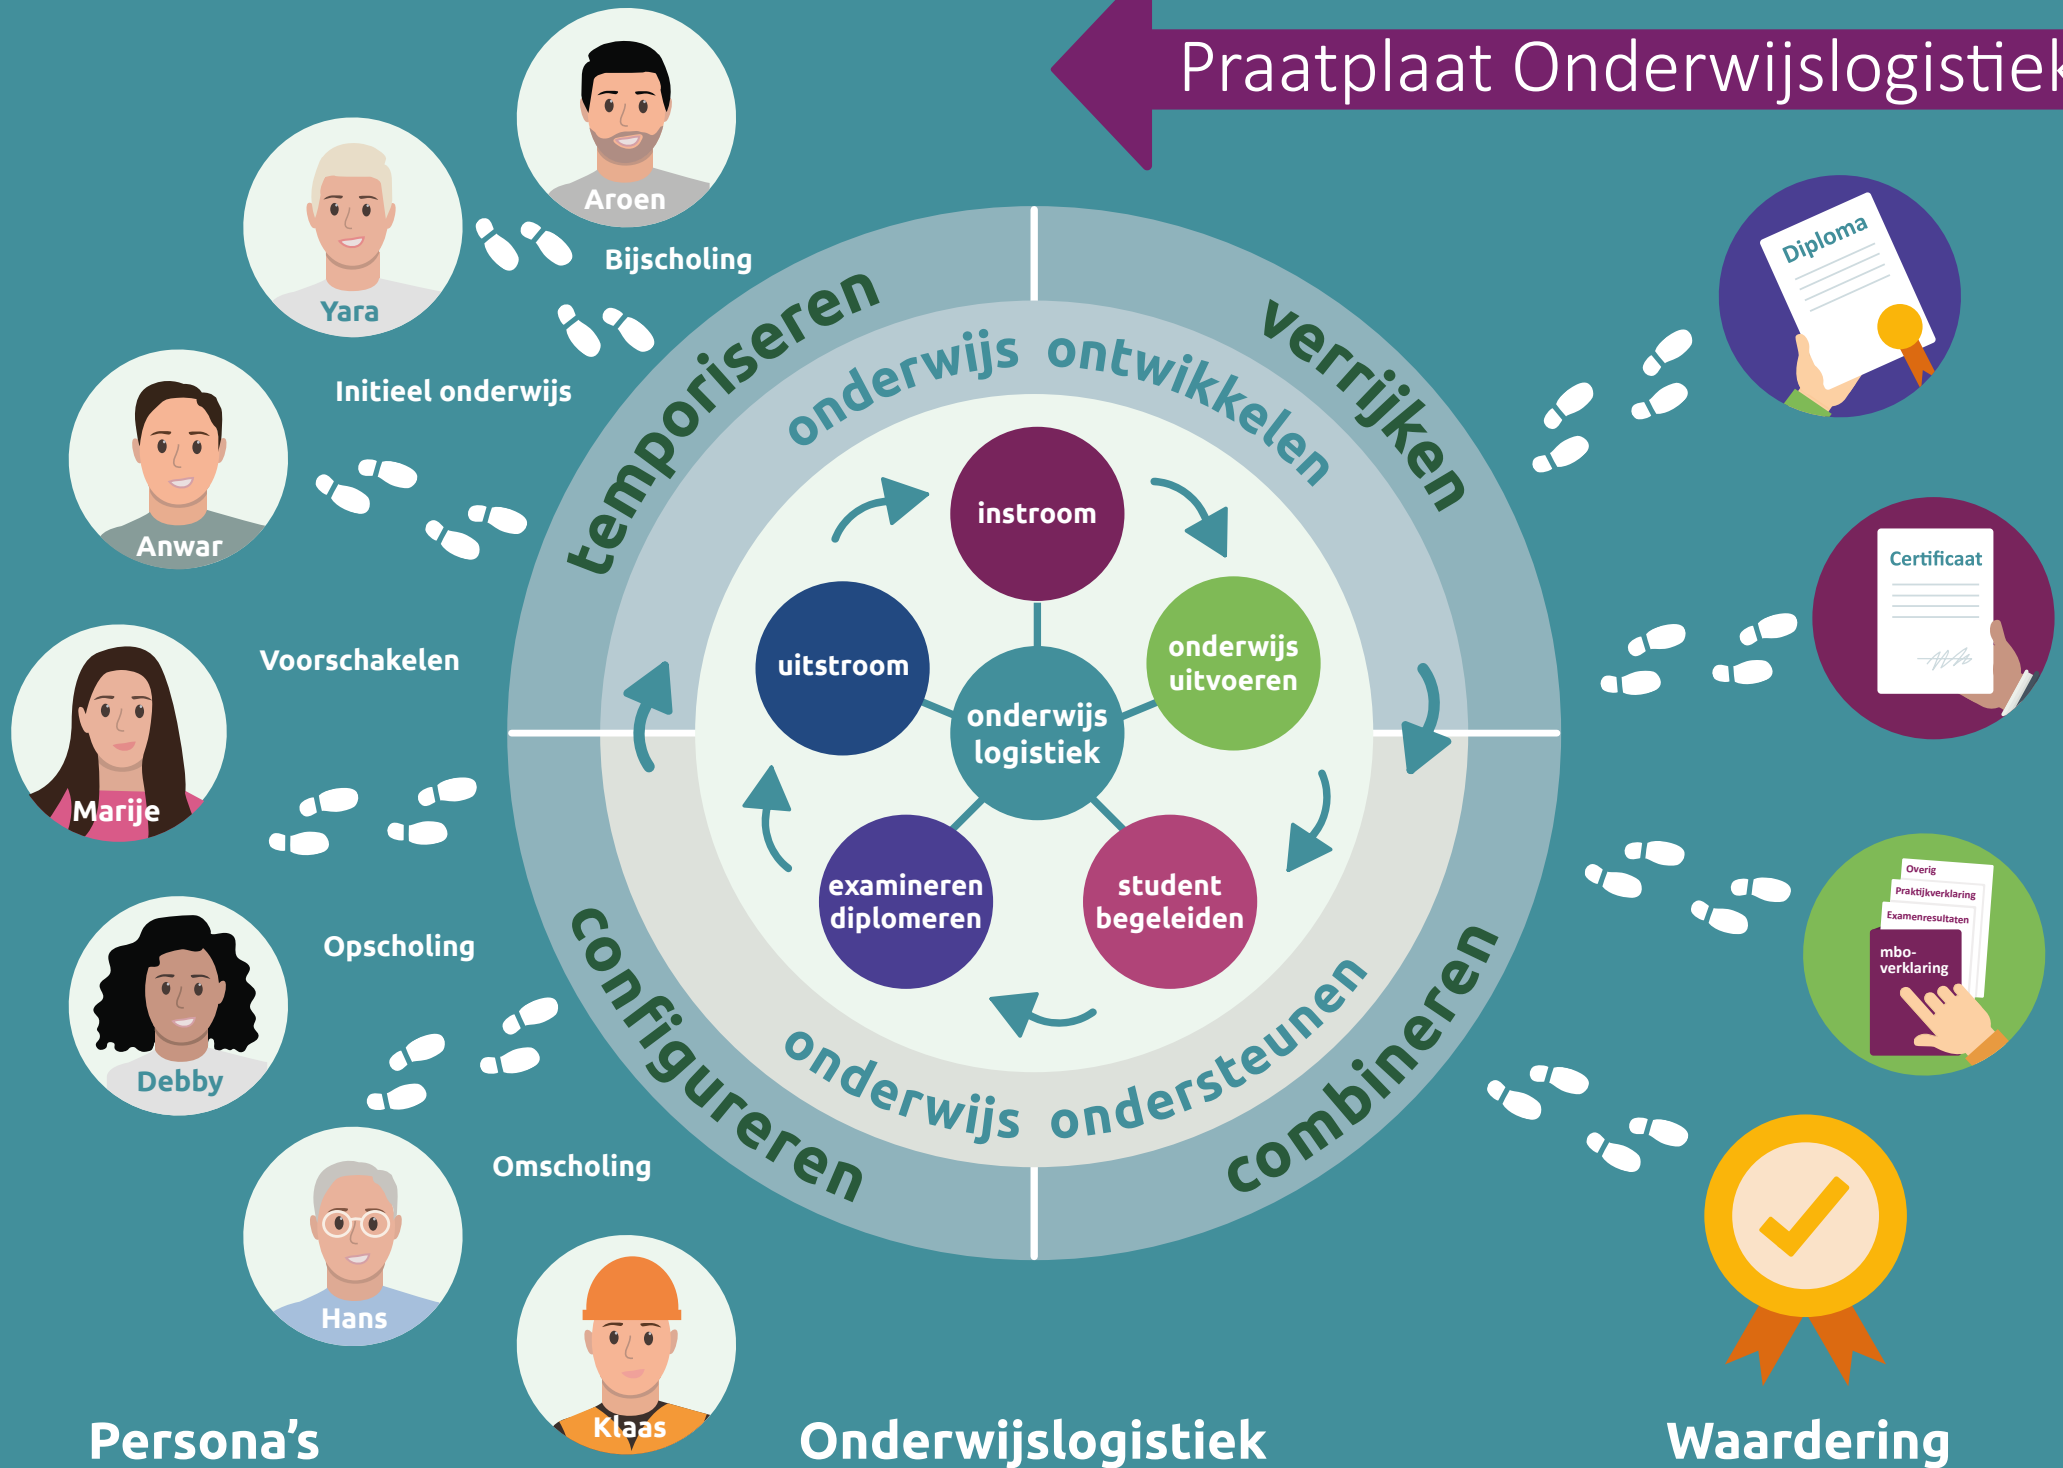 Praatplaat Onderwijslogistiek
Aroen
Yara
Anwar
Marije
Debby
Hans
Klaas
Bijscholing
Initieel onderwijs
Voorschakelen
Opscholing
Omscholing
temporiseren
verrijken
configureren
combineren
onderwijs ontwikkelen
onderwijs ondersteunen
instroom
onderwijs
uitvoeren
student
begeleiden
examineren
diplomeren
uitstroom
onderwijs
logistiek
Diploma
Certificaat
Overig
Praktijkverklaring
Examenresultaten
mbo-
verklaring
Persona’s
Onderwijslogistiek
Waardering